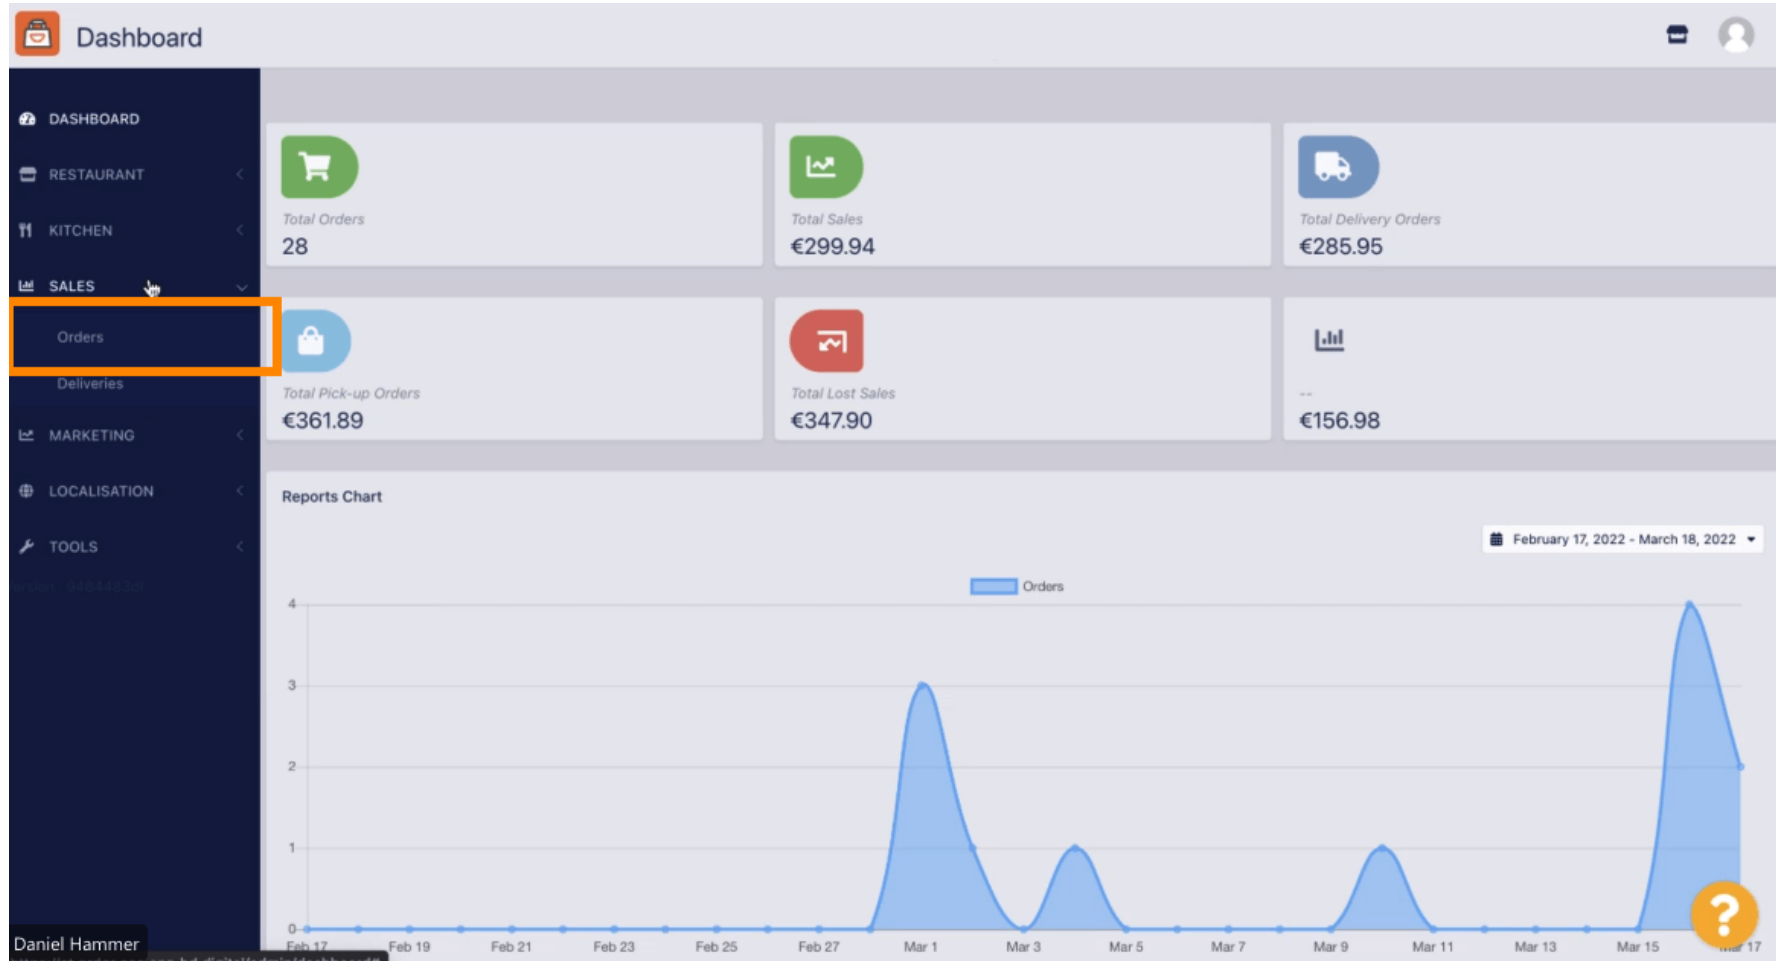 Dashboard
DASHBOARD
RESTAURANT
KITCHEN
SALES
Orders
Deliveries
MARKETING
LOCALISATION
TOOLS
Total Orders
28
Total Sales
€299.94
Total Delivery Orders
€285.95
Total Pick-up Orders
€361.89
Total Lost Sales
€347.90
--
€156.98
Reports Chart
February 17, 2022 - March 18, 2022
Orders
4
3
2
1
0
Feb 17 Feb 19 Feb 21 Feb 23 Feb 25 Feb 27 Mar 1 Mar 3 Mar 5 Mar 7 Mar 9 Mar 11 Mar 13 Mar 15 Mar 17
?
Daniel Hammer